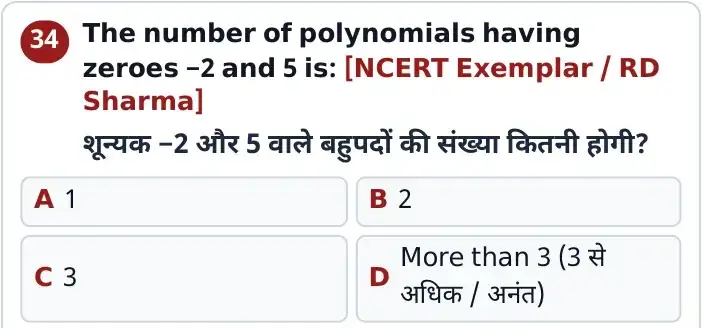 34 The number of polynomials having
zeroes −2 and 5 is: [NCERT Exemplar / RD
Sharma]
शून्यक −2 और 5 वाले बहुपदों की संख्या कितनी होगी?
A 1
B 2
C 3
D More than 3 (3 से
अधिक / अनंत)